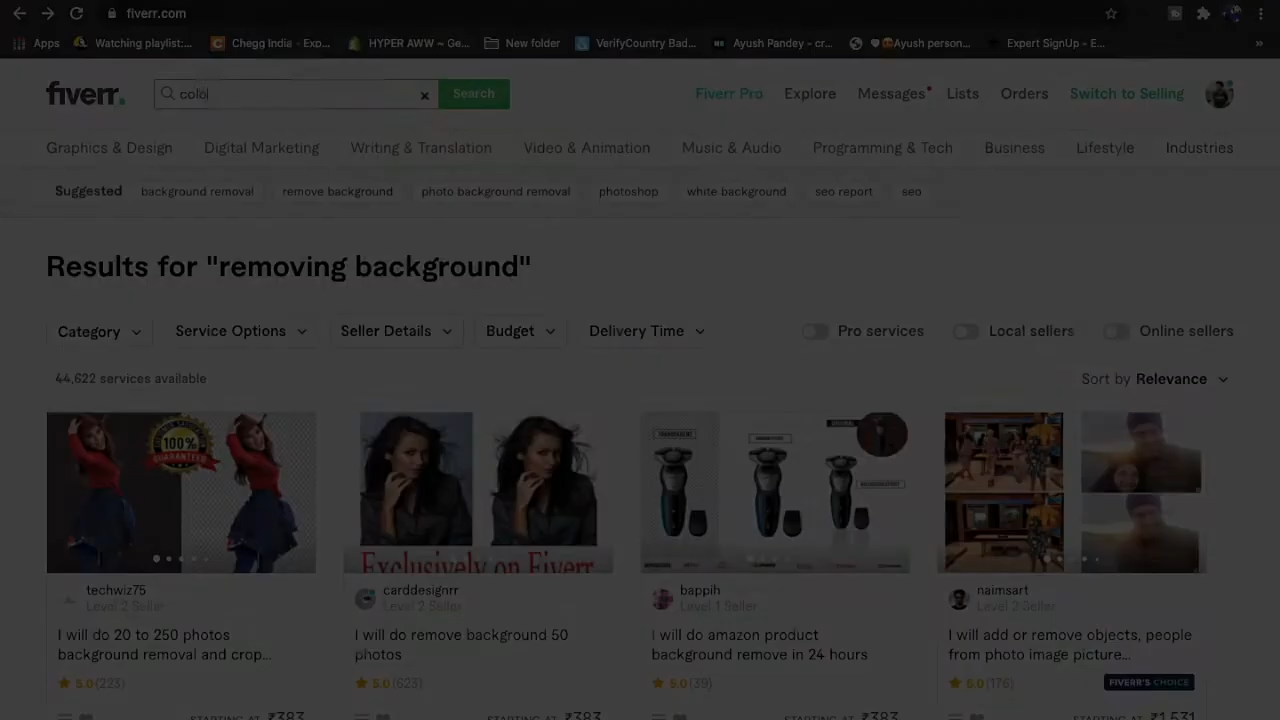 fiverr.com
Apps Watching playlist:... Chegg India - Exp... HYPER AWW ~ Ge... New folder VerifyCountry Bad... Ayush Pandey - cr... Ayush person... Expert SignUp - E... »
fiverr. colo Search Fiverr Pro Explore Messages Lists Orders Switch to Selling
Graphics & Design Digital Marketing Writing & Translation Video & Animation Music & Audio Programming & Tech Business Lifestyle Industries
Suggested background removal remove background photo background removal photoshop white background seo report seo
Results for "removing background"
Category Service Options Seller Details Budget Delivery Time Pro services Local sellers Online sellers
44,622 services available Sort by Relevance
100%
GUARANTEED
Exclusively on Fiverr
techwiz75 carddesignrr bappih naimsart
Level 2 Seller Level 2 Seller Level 1 Seller Level 2 Seller
I will do 20 to 250 photos I will do remove background 50 I will do amazon product I will add or remove objects, people
background removal and crop... photos background remove in 24 hours from photo image picture...
5.0(223) 5.0(623) 5.0(39) 5.0(176) FIVERR'S CHOICE
STARTING AT ₹383 STARTING AT ₹383 STARTING AT ₹383 STARTING AT ₹1,531